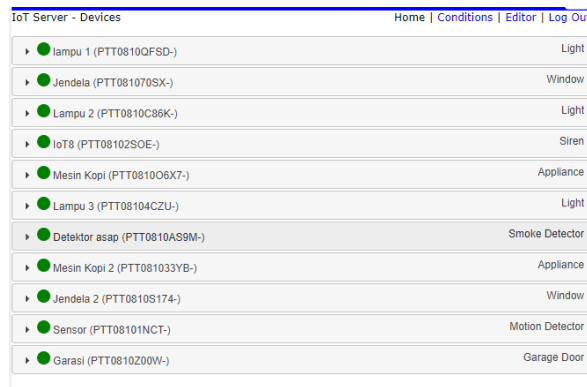 IoT Server - Devices Home | Conditions | Editor | Log Ou
lampu 1 (PTT0810QFSD-) Light
Jendela (PTT081070SX-) Window
Lampu 2 (PTT0810C86K-) Light
IoT8 (PTT08102SOE-) Siren
Mesin Kopi (PTT0810O6X7-) Appliance
Lampu 3 (PTT08104CZU-) Light
Detektor asap (PTT0810AS9M-) Smoke Detector
Mesin Kopi 2 (PTT081033YB-) Appliance
Jendela 2 (PTT0810S174-) Window
Sensor (PTT08101NCT-) Motion Detector
Garasi (PTT0810Z00W-) Garage Door